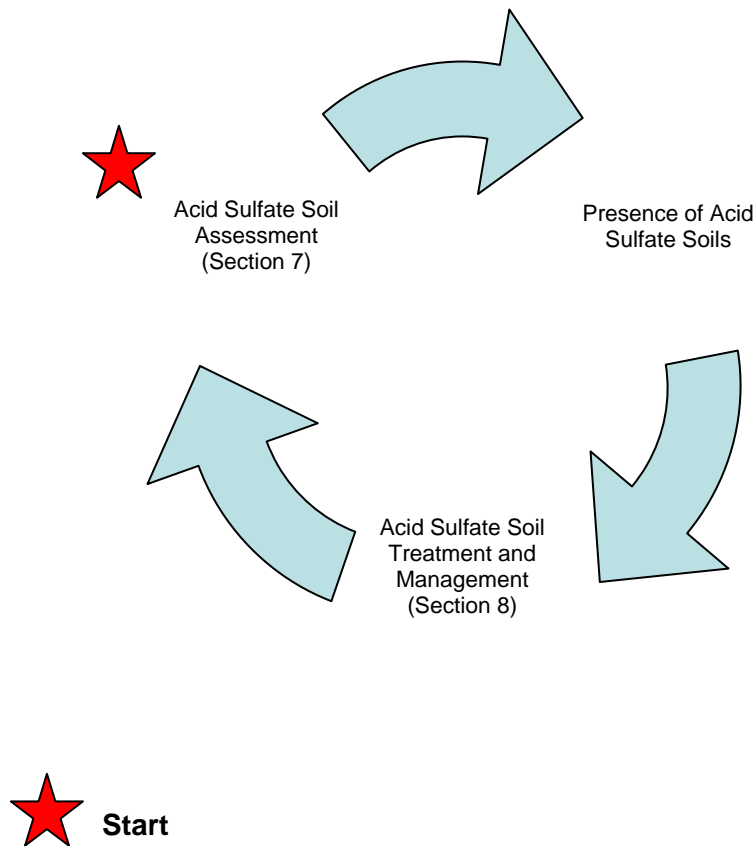 Acid Sulfate Soil
Assessment
(Section 7)
Presence of Acid
Sulfate Soils
Acid Sulfate Soil
Treatment and
Management
(Section 8)
Start